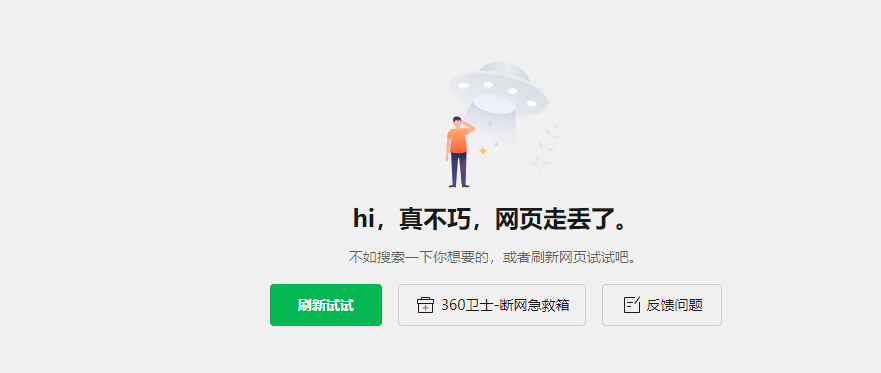 hi，真不巧，网页走丢了。
不如搜索一下你想要的，或者刷新网页试试吧。
刷新试试 360卫士-断网急救箱 反馈问题